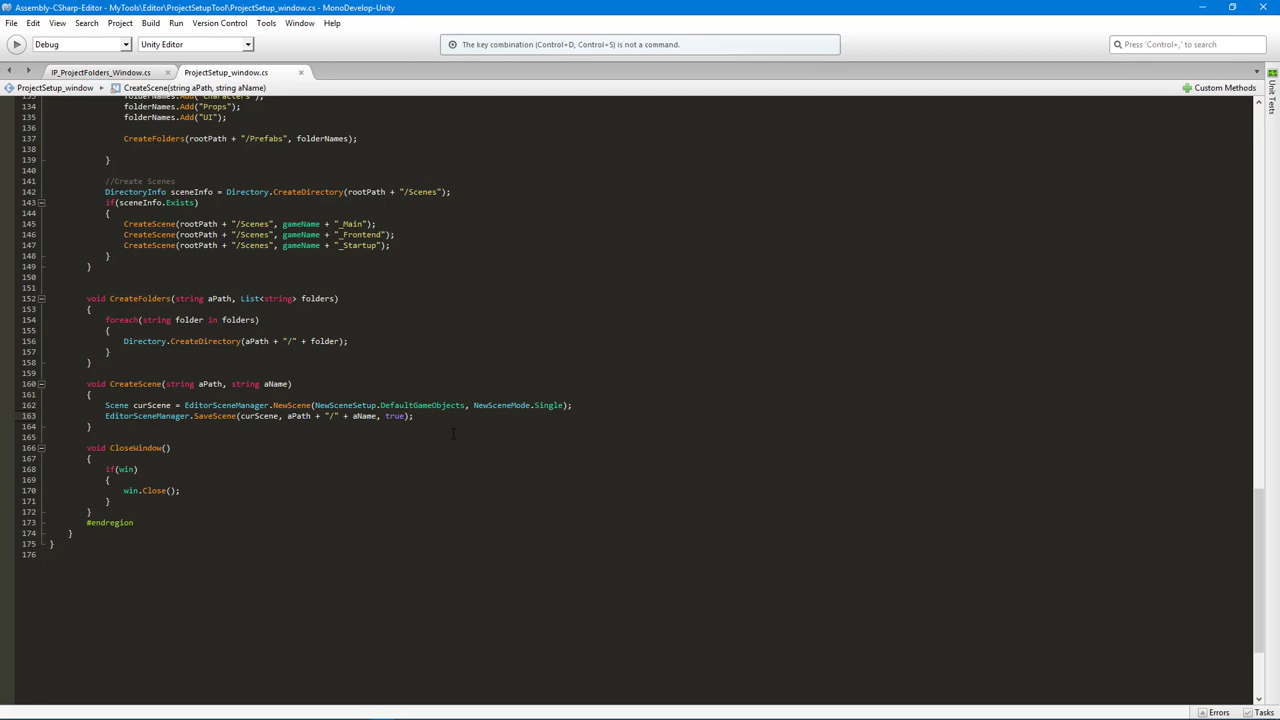 Assembly-CSharp-Editor - MyTools\Editor\ProjectSetupTool\ProjectSetup_window.cs - MonoDevelop-Unity
File Edit View Search Project Build Run Version Control Tools Window Help
Debug Unity Editor The key combination (Control+D, Control+S) is not a command. Press 'Control+,' to search
IP_ProjectFolders_Window.cs ProjectSetup_window.cs
ProjectSetup_window CreateScene(string aPath, string aName) Custom Methods
133 folderNames.Add("Characters");
134 folderNames.Add("Props");
135 folderNames.Add("UI");
136
137 CreateFolders(rootPath + "/Prefabs", folderNames);
138
139 }
140
141 //Create Scenes
142 DirectoryInfo sceneInfo = Directory.CreateDirectory(rootPath + "/Scenes");
143 if(sceneInfo.Exists)
144 {
145 CreateScene(rootPath + "/Scenes", gameName + "_Main");
146 CreateScene(rootPath + "/Scenes", gameName + "_Frontend");
147 CreateScene(rootPath + "/Scenes", gameName + "_Startup");
148 }
149 }
150
151
152 void CreateFolders(string aPath, List<string> folders)
153 {
154 foreach(string folder in folders)
155 {
156 Directory.CreateDirectory(aPath + "/" + folder);
157 }
158 }
159
160 void CreateScene(string aPath, string aName)
161 {
162 Scene curScene = EditorSceneManager.NewScene(NewSceneSetup.DefaultGameObjects, NewSceneMode.Single);
163 EditorSceneManager.SaveScene(curScene, aPath + "/" + aName, true);
164 }
165
166 void CloseWindow()
167 {
168 if(win)
169 {
170 win.Close();
171 }
172 }
173 #endregion
174 }
175 }
176
Unit Tests
Errors Tasks